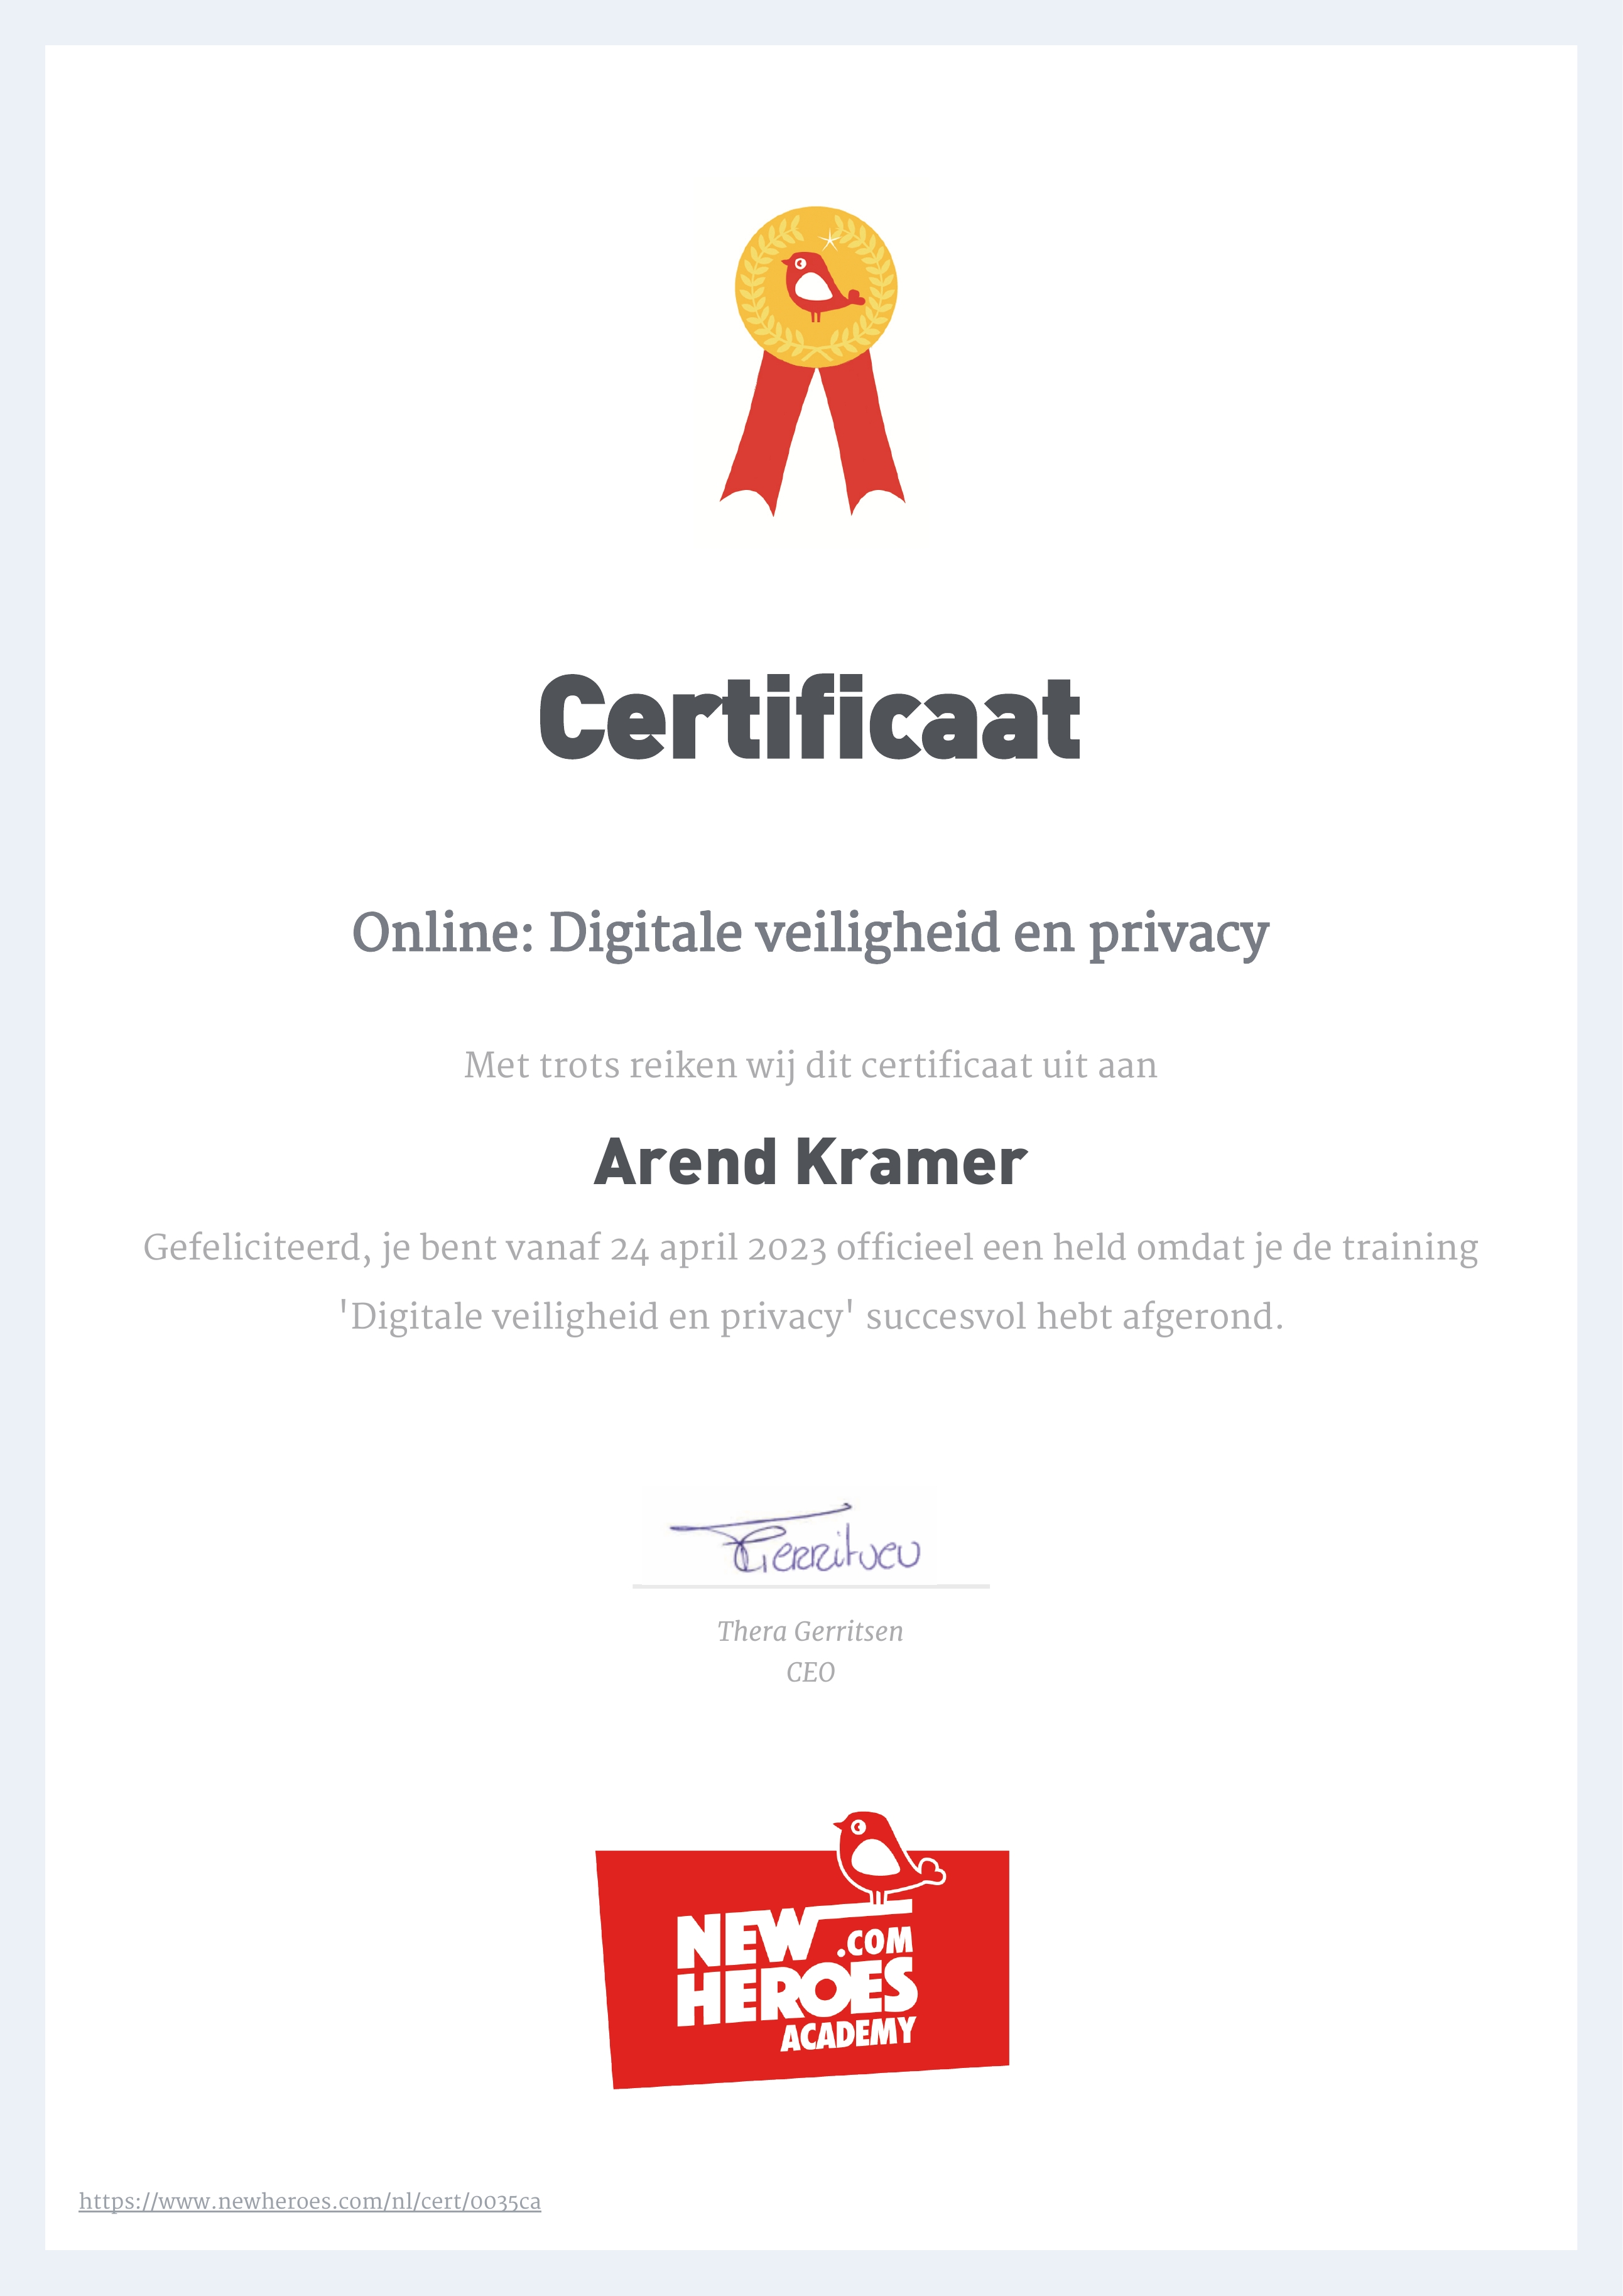 Certificaat
Online: Digitale veiligheid en privacy
Met trots reiken wij dit certificaat uit aan
Arend Kramer
Gefeliciteerd, je bent vanaf 24 april 2023 officieel een held omdat je de training
'Digitale veiligheid en privacy' succesvol hebt afgerond.
Gerritsen
Thera Gerritsen
CEO
NEW
.COM
HEROES
ACADEMY
https://www.newheroes.com/nl/cert/0035ca